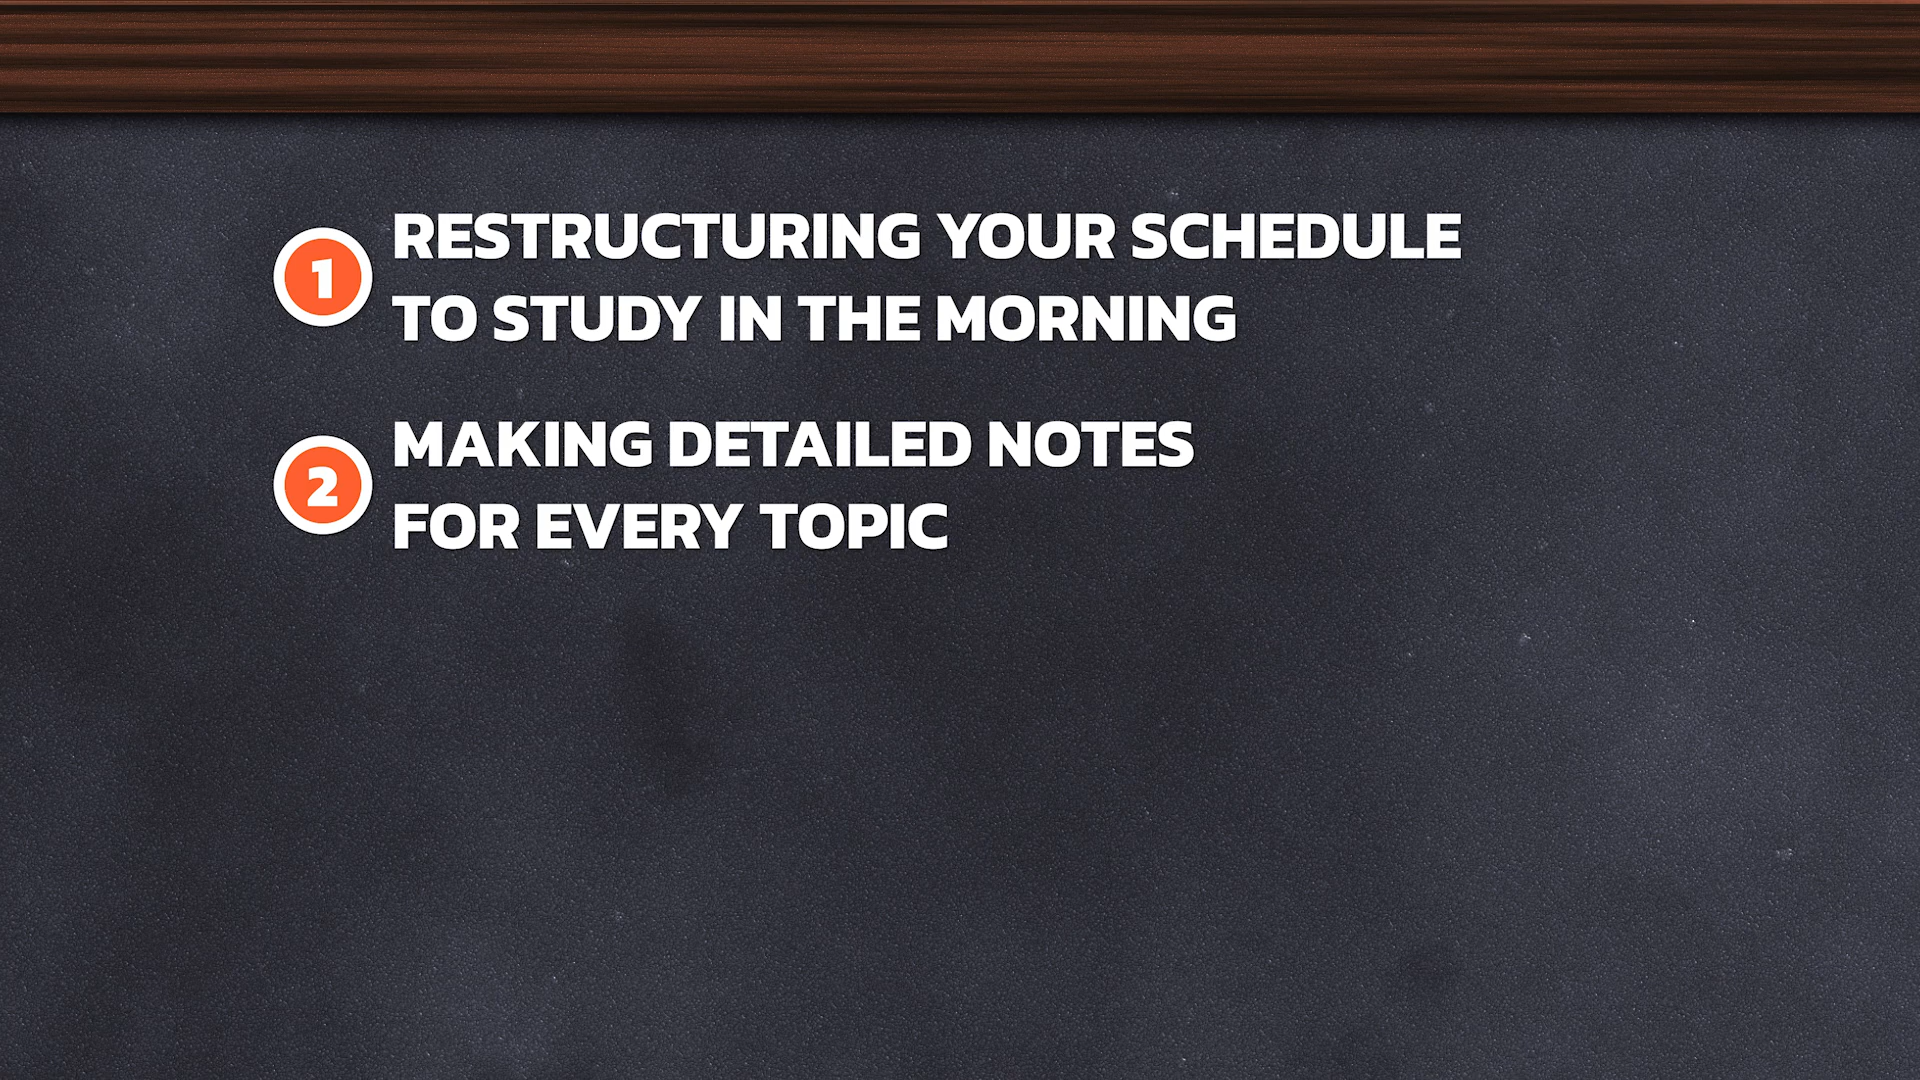 1 RESTRUCTURING YOUR SCHEDULE
TO STUDY IN THE MORNING
2 MAKING DETAILED NOTES
FOR EVERY TOPIC